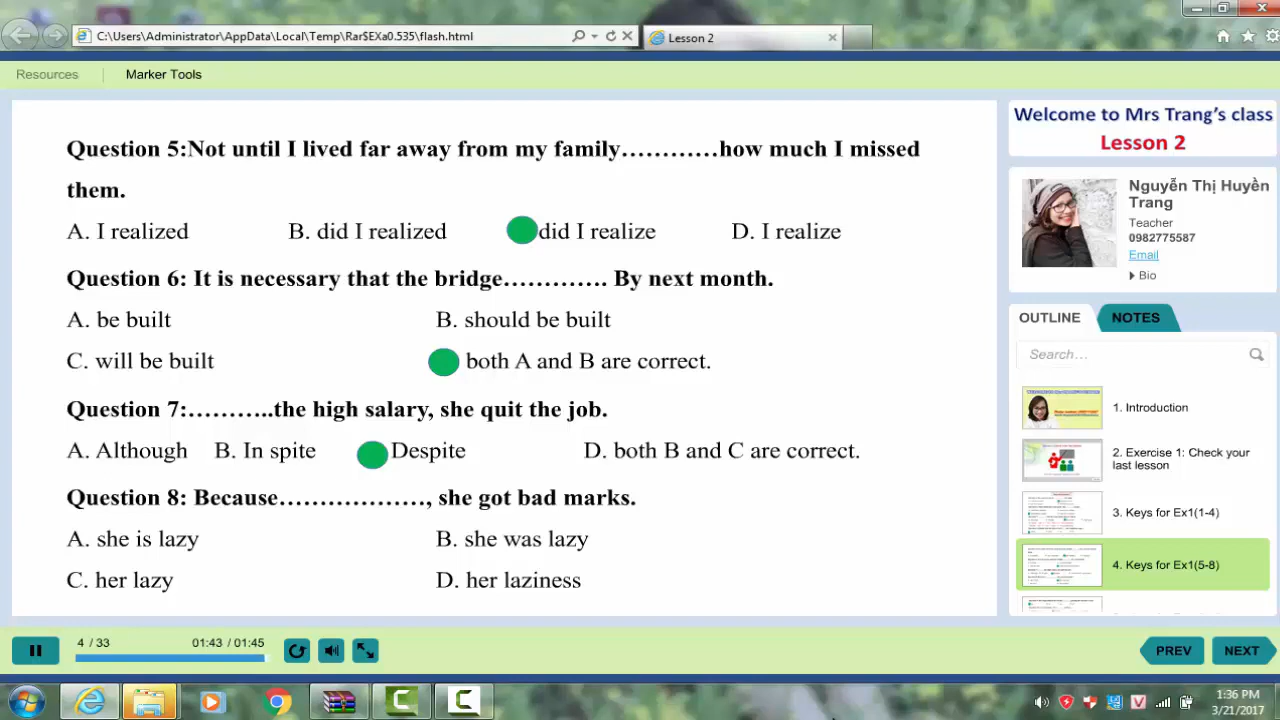 C:\Users\Administrator\AppData\Local\Temp\Rar$EXa0.535\flash.html
Lesson 2
Resources
Marker Tools
Question 5:Not until I lived far away from my family…………how much I missed
them.
A. I realized B. did I realized did I realize D. I realize
Question 6: It is necessary that the bridge…………. By next month.
A. be built B. should be built
C. will be built both A and B are correct.
Question 7:………..the high salary, she quit the job.
A. Although B. In spite Despite D. both B and C are correct.
Question 8: Because………………, she got bad marks.
A. she is lazy B. she was lazy
C. her lazy D. her laziness
Welcome to Mrs Trang's class
Lesson 2
Nguyễn Thị Huyền
Trang
Teacher
0982775587
Email
Bio
OUTLINE NOTES
Search…
1. Introduction
2. Exercise 1: Check your
last lesson
3. Keys for Ex1(1-4)
4. Keys for Ex1(5-8)
4 / 33 01:43 / 01:45
PREV NEXT
1:36 PM
3/21/2017